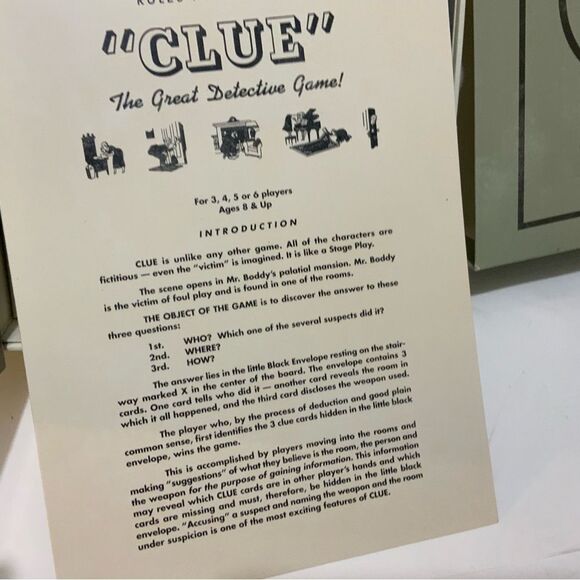 RULES
"CLUE"
The Great Detective Game!
For 3, 4, 5 or 6 players
Ages 8 & Up
INTRODUCTION
CLUE is unlike any other game. All of the characters are
fictitious — even the "victim" is imagined. It is like a Stage Play.
The scene opens in Mr. Boddy's palatial mansion. Mr. Boddy
is the victim of foul play and is found in one of the rooms.
THE OBJECT OF THE GAME is to discover the answer to these
three questions:
1st. WHO? Which one of the several suspects did it?
2nd. WHERE?
3rd. HOW?
The answer lies in the little Black Envelope resting on the stair-
way marked X in the center of the board. The envelope contains 3
cards. One card tells who did it — another card reveals the room in
which it all happened, and the third card discloses the weapon used.
The player who, by the process of deduction and good plain
common sense, first identifies the 3 clue cards hidden in the little black
envelope, wins the game.
This is accomplished by players moving into the rooms and
making "suggestions" of what they believe is the room, the person and
the weapon for the purpose of gaining information. This information
may reveal which CLUE cards are in other player's hands and which
cards are missing and must, therefore, be hidden in the little black
envelope. "Accusing" a suspect and naming the weapon and the room
under suspicion is one of the most exciting features of CLUE.